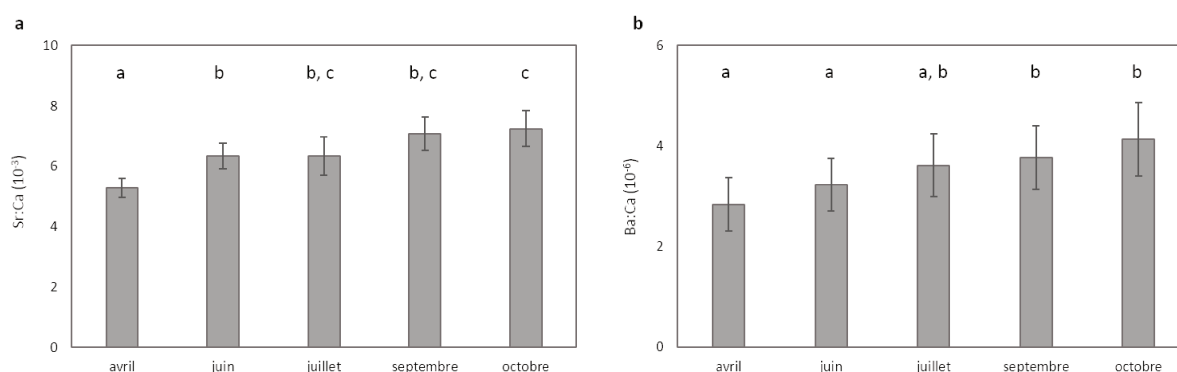 a
10
8
6
4
2
0
Sr:Ca (10⁻³)
a b b, c b, c c
avril juin juillet septembre octobre
b
6
4
2
0
Ba:Ca (10⁻⁶)
a a a, b b b
avril juin juillet septembre octobre